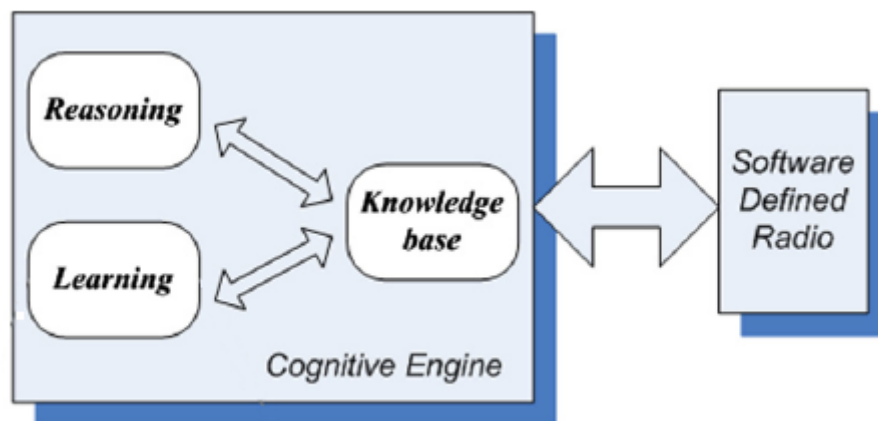 Reasoning
Learning
Knowledge
base
Cognitive Engine
Software
Defined
Radio